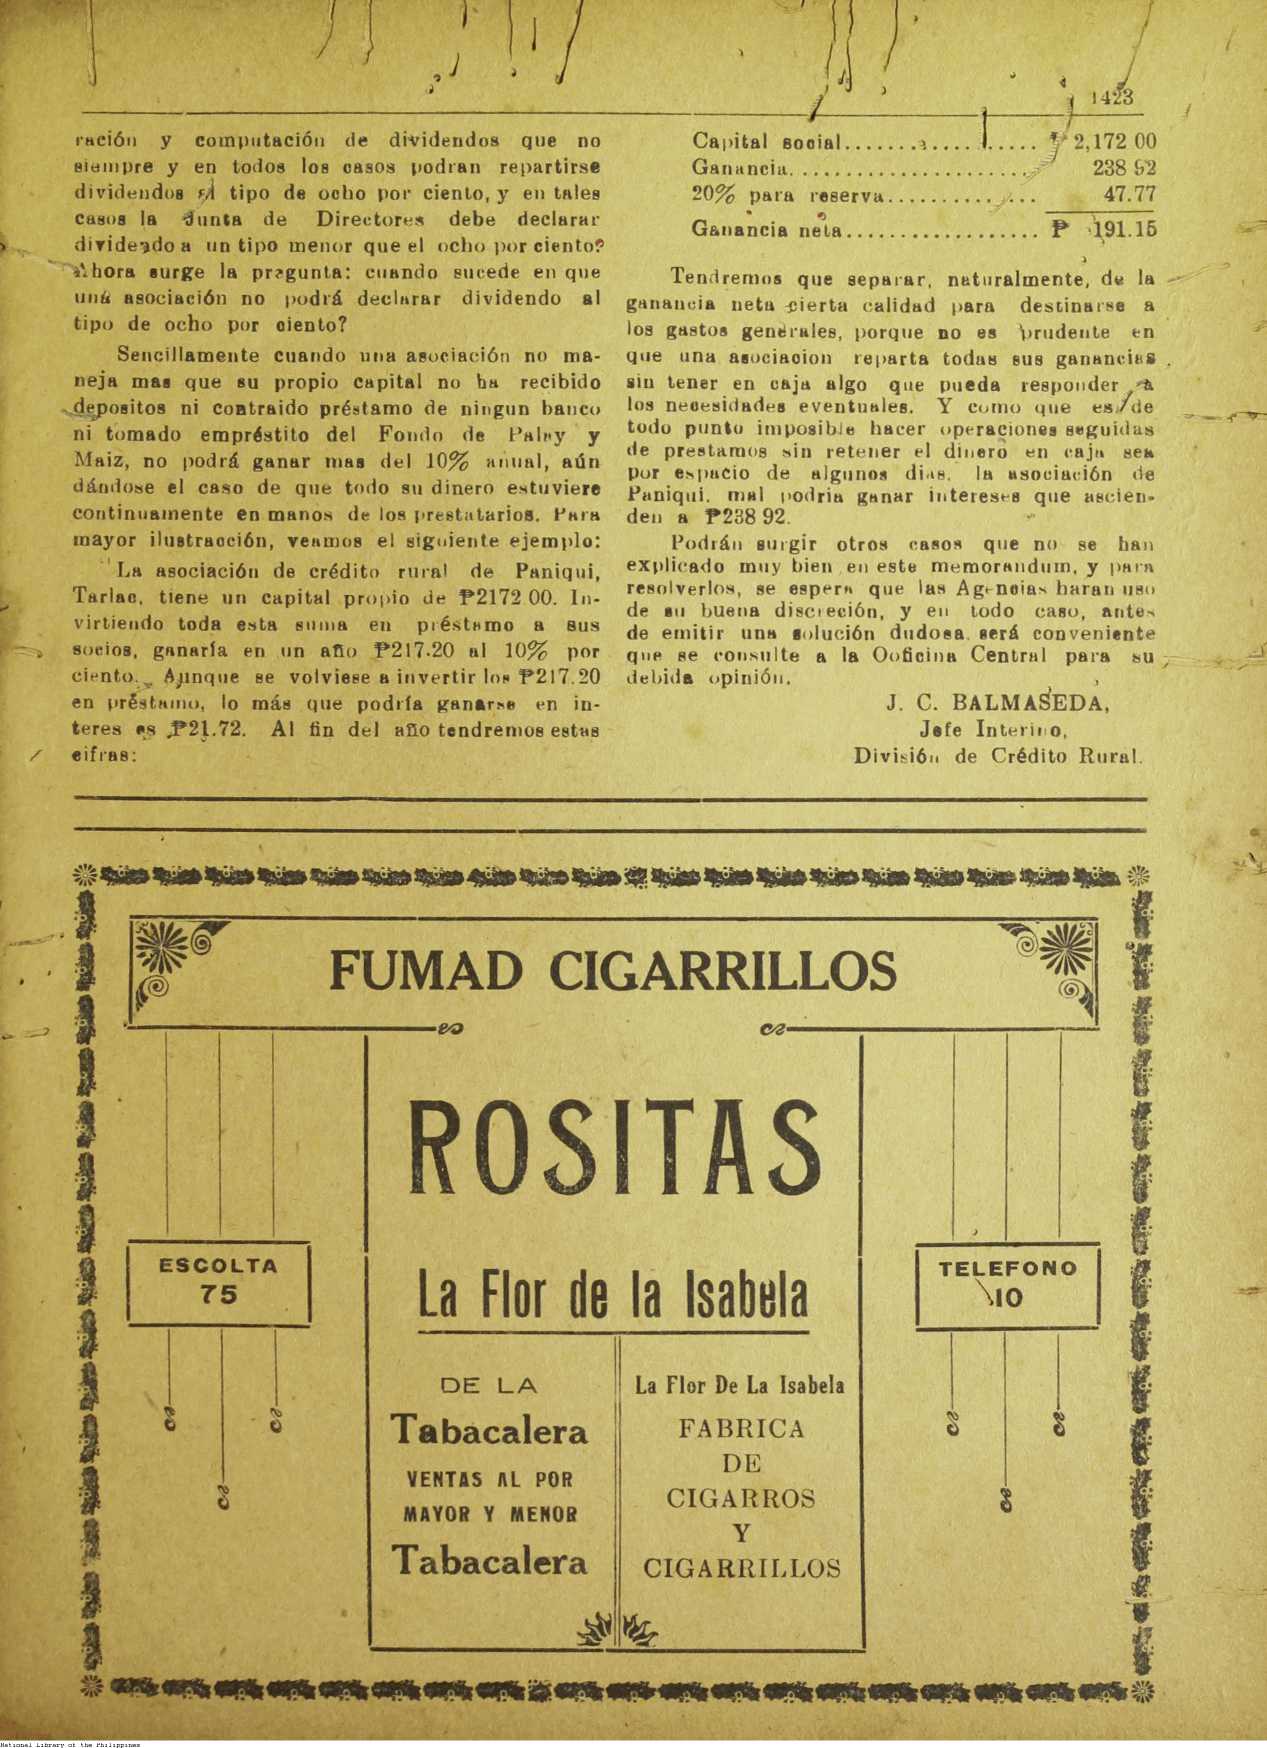 1423
ración y computación de dividendos que no
siempre y en todos los casos podran repartirse
dividendos al tipo de ocho por ciento, y en tales
casos la Junta de Directores debe declarar
dividendo a un tipo menor que el ocho por ciento?
Ahora surge la pregunta: cuando sucede en que
una asociación no podrá declarar dividendo al
tipo de ocho por ciento?
Sencillamente cuando una asociación no ma-
neja mas que su propio capital no ha recibido
depositos ni contraido préstamo de ningun banco
ni tomado empréstito del Fondo de Palay y
Maiz, no podrá ganar mas del 10% anual, aún
dándose el caso de que todo su dinero estuviere
continuamente en manos de los prestatarios. Para
mayor ilustracción, veamos el siguiente ejemplo:
La asociación de crédito rural de Paniqui,
Tarlac, tiene un capital propio de ₱2172 00. In-
virtiendo toda esta suma en préstamo a sus
socios, ganaría en un año ₱217.20 al 10% por
ciento. Aunque se volviese a invertir los ₱217.20
en préstamo, lo más que podría ganarse en in-
teres es ₱21.72. Al fin del año tendremos estas
cifras:
Capital social.................... ₱ 2,172 00
Ganancia........................ 238 92
20% para reserva............... 47.77
Ganancia neta.................. ₱ 191.15
Tendremos que separar, naturalmente, de la
ganancia neta cierta calidad para destinarse a
los gastos generales, porque no es prudente en
que una asociacion reparta todas sus ganancias
sin tener en caja algo que pueda responder a
los necesidades eventuales. Y como que es de
todo punto imposible hacer operaciones seguidas
de prestamos sin retener el dinero en caja sea
por espacio de algunos dias, la asociación de
Paniqui, mal podria ganar intereses que ascien-
den a ₱238 92.
Podrán surgir otros casos que no se han
explicado muy bien en este memorandum, y para
resolverlos, se espera que las Agencias haran uso
de su buena discreción, y en todo caso, antes
de emitir una solución dudosa, será conveniente
que se consulte a la Ooficina Central para su
debida opinión.
J. C. BALMASEDA,
Jefe Interino,
División de Crédito Rural.
FUMAD CIGARRILLOS
ROSITAS
ESCOLTA
75
TELEFONO
10
La Flor de la Isabela
DE LA
Tabacalera
VENTAS AL POR
MAYOR Y MENOR
Tabacalera
La Flor De La Isabela
FABRICA
DE
CIGARROS
Y
CIGARRILLOS
National Library of the Philippines